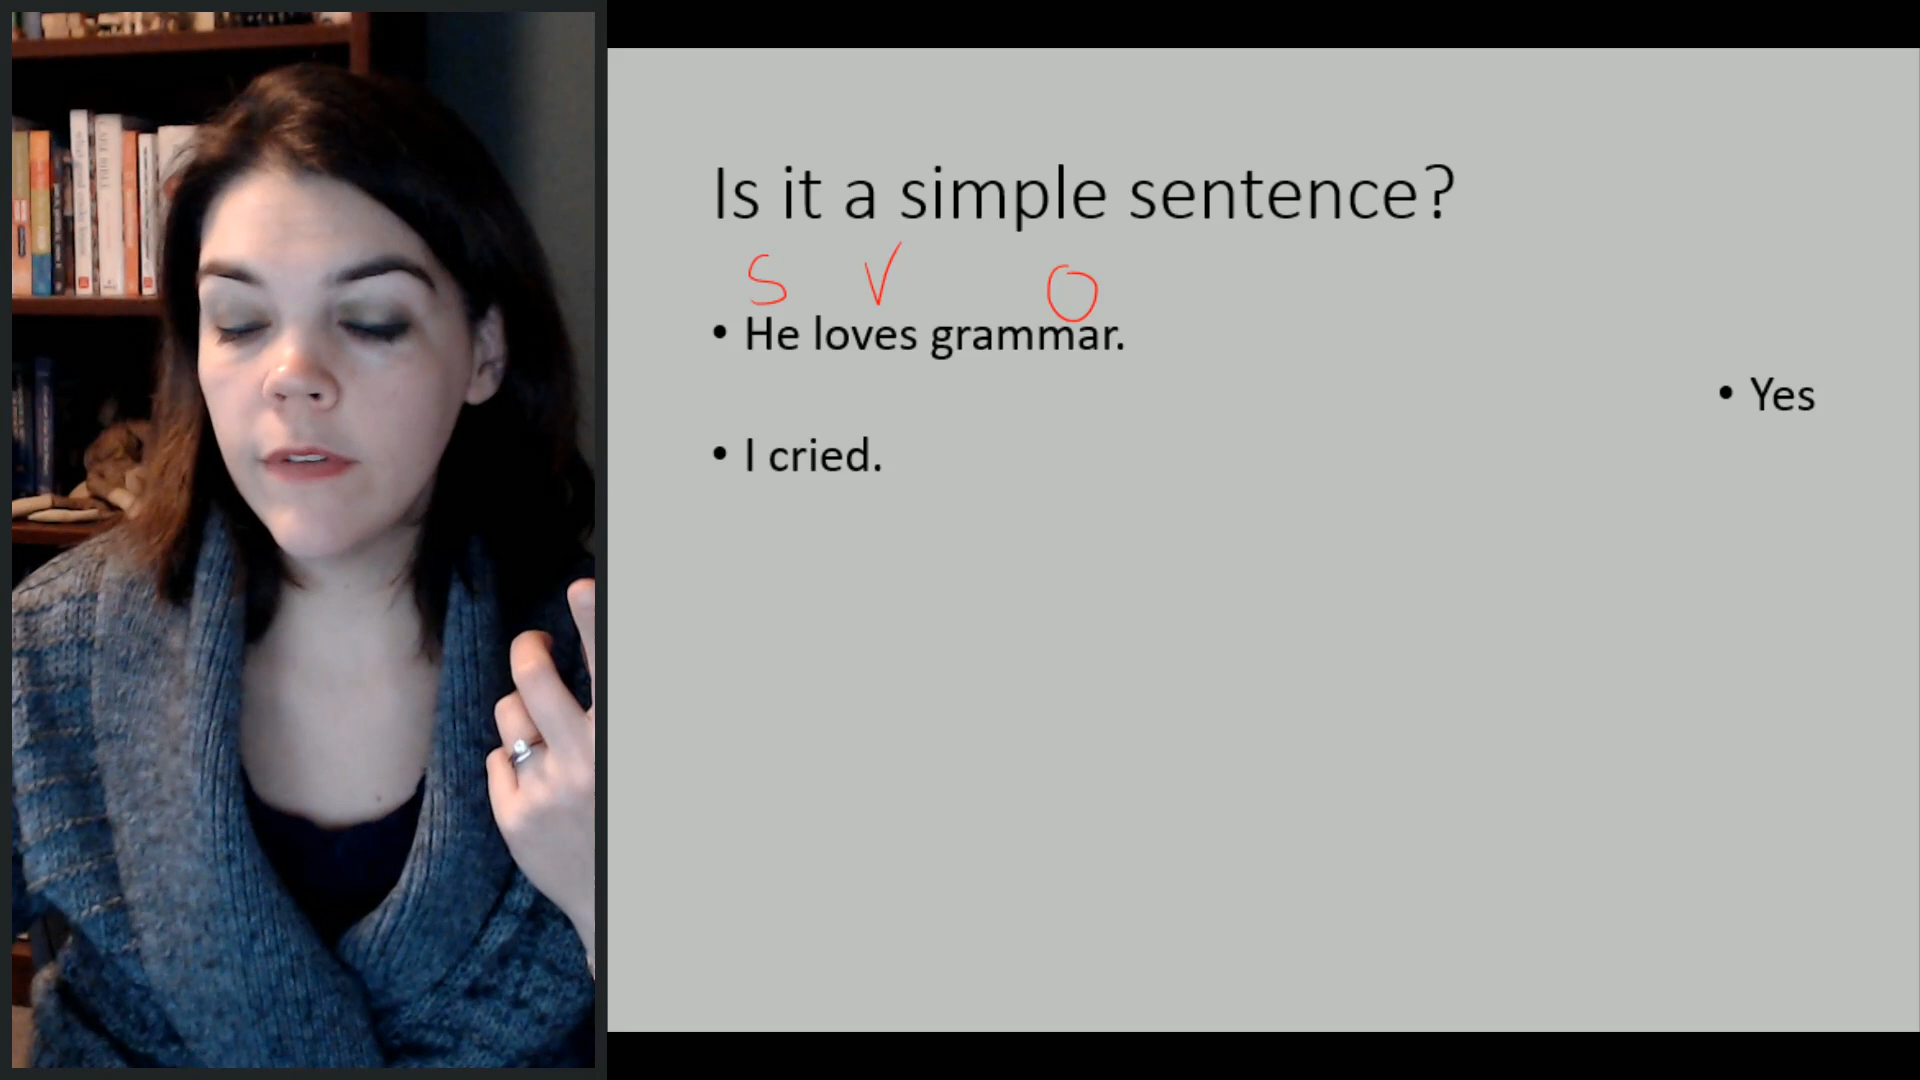 Is it a simple sentence?
S V O
• He loves grammar.
• Yes
• I cried.